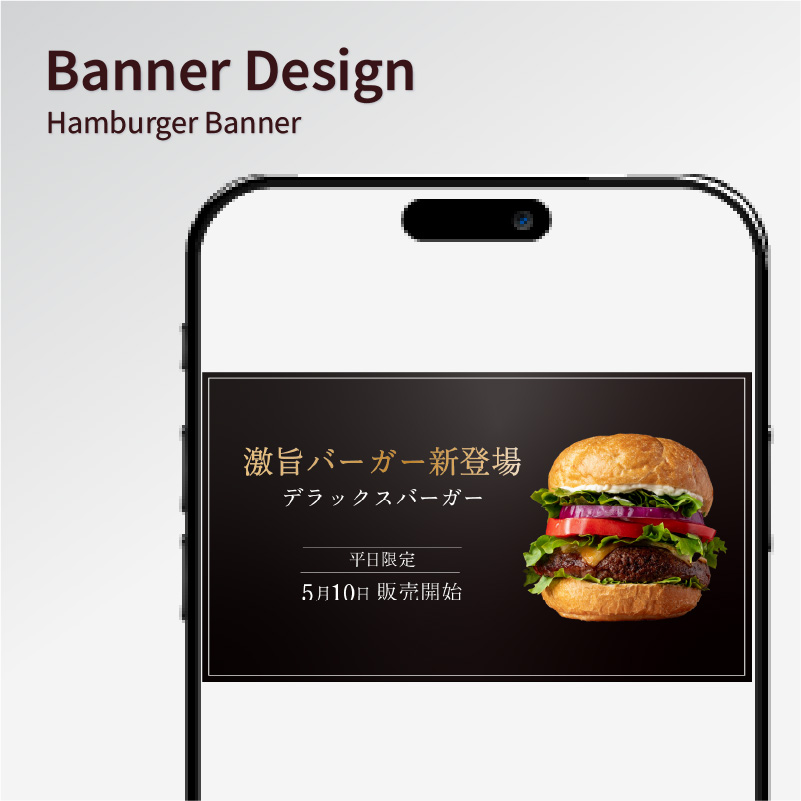 Banner Design
Hamburger Banner
激旨バーガー新登場
デラックスバーガー
平日限定
5月10日 販売開始